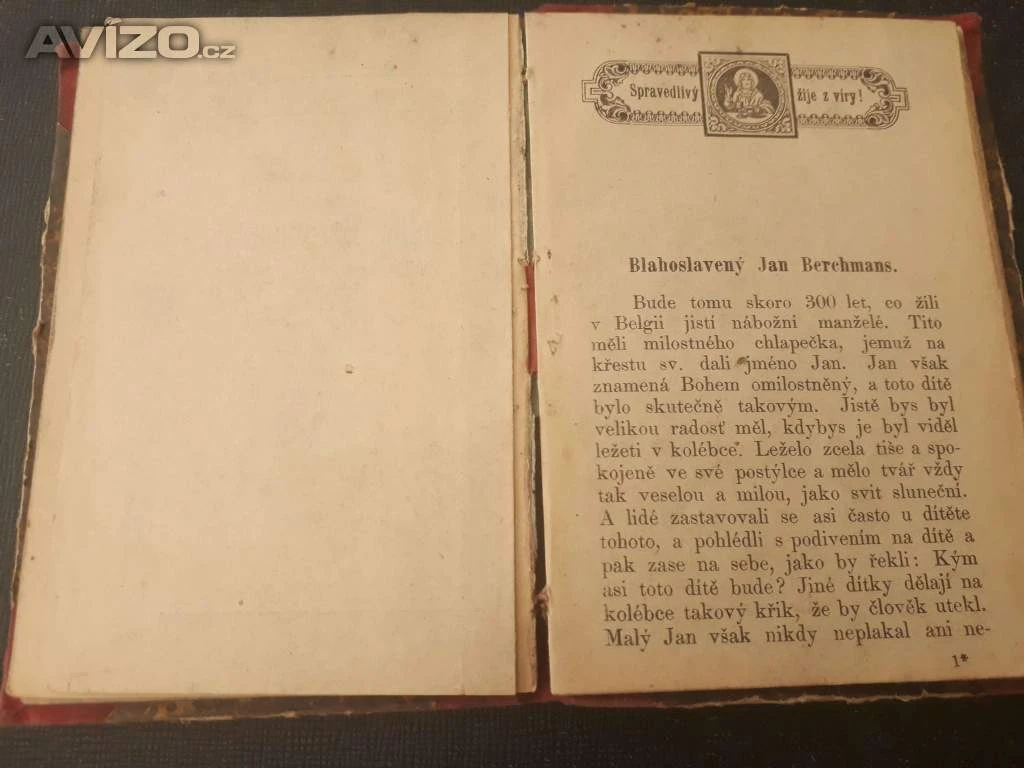 AVÍZO.cz
Spravedlivý žije z víry!
Blahoslavený Jan Berchmans.
Bude tomu skoro 300 let, co žili
v Belgii jistí nábožní manželé. Tito
měli milostného chlapečka, jemuž na
křestu sv. dali jméno Jan. Jan však
znamená Bohem omilostněný, a toto dítě
bylo skutečně takovým. Jistě bys byl
velikou radosť měl, kdybys je byl viděl
ležeti v kolébce. Leželo zcela tiše a spo-
kojeně ve své postýlce a mělo tvář vždy
tak veselou a milou, jako svit sluneční.
A lidé zastavovali se asi často u dítěte
tohoto, a pohlédli s podivením na dítě a
pak zase na sebe, jako by řekli: Kým
asi toto dítě bude? Jiné dítky dělají na
kolébce takový křik, že by člověk utekl.
Malý Jan však nikdy neplakal ani ne-
1*